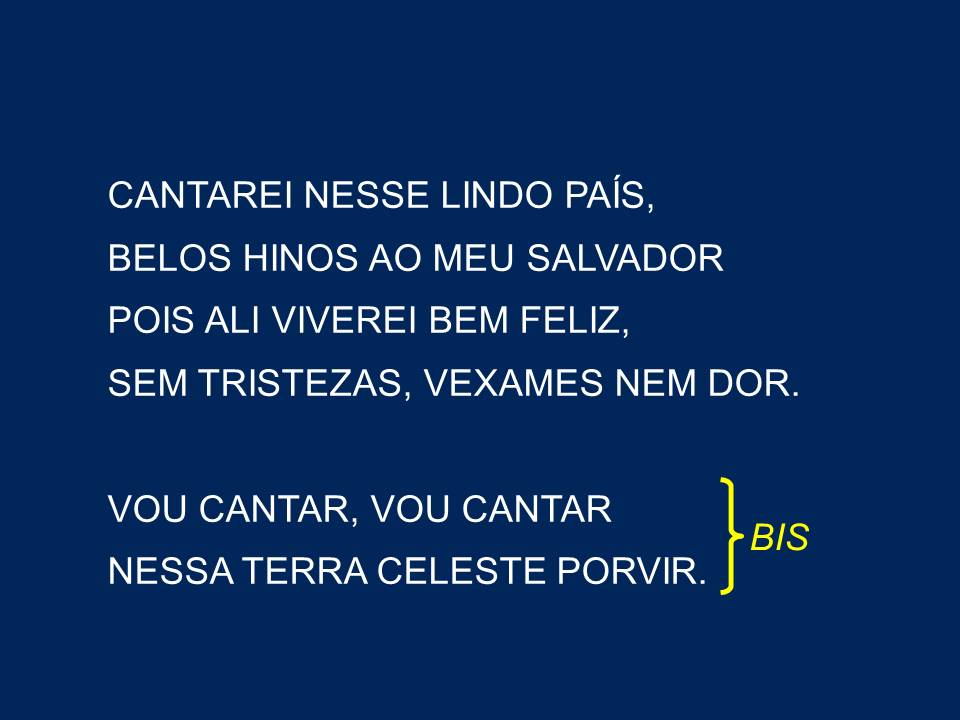 CANTAREI NESSE LINDO PAÍS,
BELOS HINOS AO MEU SALVADOR
POIS ALI VIVEREI BEM FELIZ,
SEM TRISTEZAS, VEXAMES NEM DOR.
VOU CANTAR, VOU CANTAR
NESSA TERRA CELESTE PORVIR.
BIS